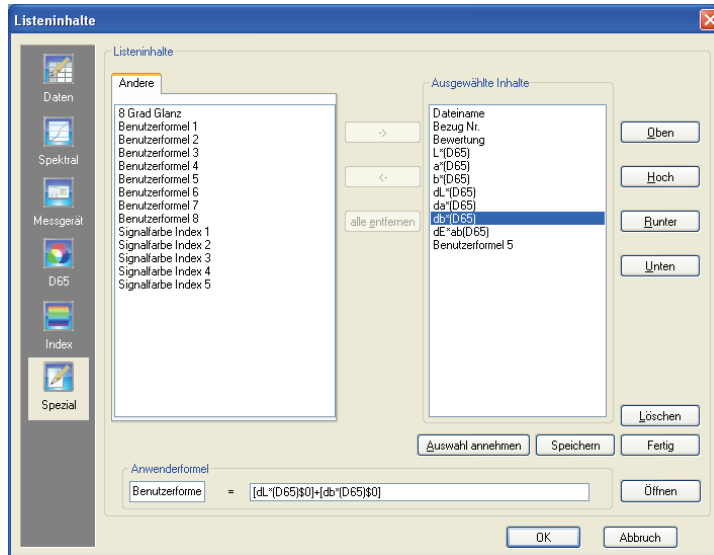 Listeninhalte
Daten
Spektral
Messgerät
D65
Index
Spezial
Listeninhalte
Andere
8 Grad Glanz
Benutzerformel 1
Benutzerformel 2
Benutzerformel 3
Benutzerformel 4
Benutzerformel 5
Benutzerformel 6
Benutzerformel 7
Benutzerformel 8
Signalfarbe Index 1
Signalfarbe Index 2
Signalfarbe Index 3
Signalfarbe Index 4
Signalfarbe Index 5
->
<-
alle entfernen
Ausgewählte Inhalte
Dateiname
Bezug Nr.
Bewertung
L*(D65)
a*(D65)
b*(D65)
dL*(D65)
da*(D65)
db*(D65)
dE*ab(D65)
Benutzerformel 5
Oben
Hoch
Runter
Unten
Löschen
Auswahl annehmen
Speichern
Fertig
Anwenderformel
Benutzerforme = [dL*(D65)$0]+[db*(D65)$0]
Öffnen
OK
Abbruch